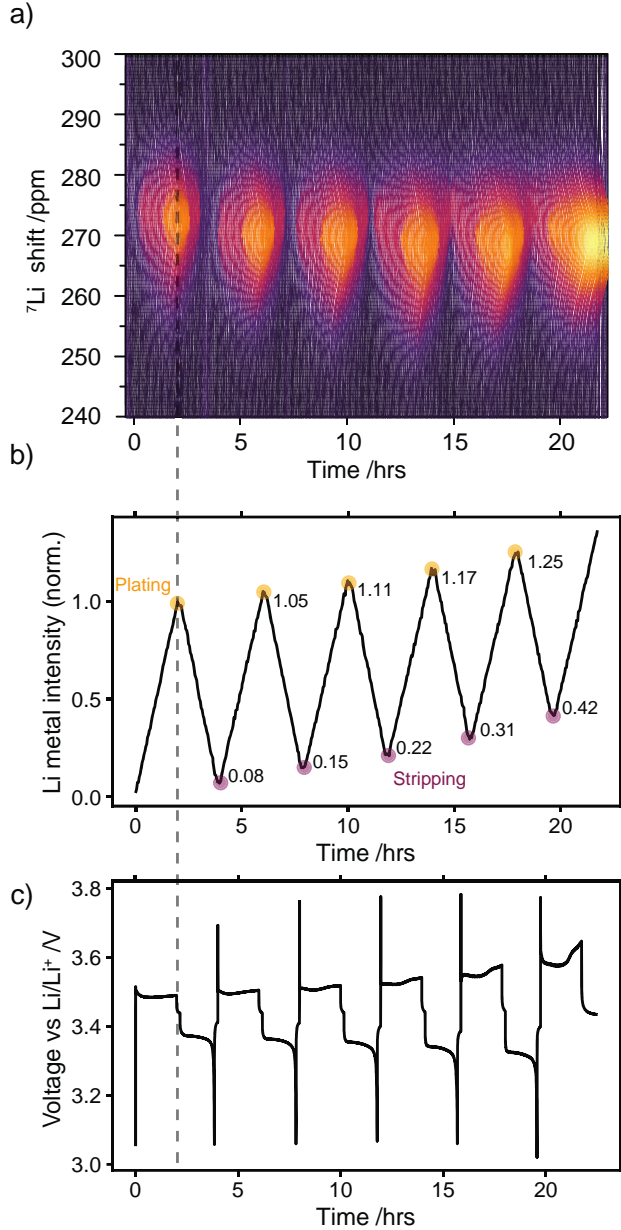 a)
300
290
280
270
260
250
240
⁷Li shift /ppm
0 5 10 15 20
Time /hrs
b)
Li metal intensity (norm.)
1.0
0.5
0.0
Plating
1.05
1.11
1.17
1.25
0.08
0.15
0.22
0.31
0.42
Stripping
0 5 10 15 20
Time /hrs
c)
Voltage vs Li/Li⁺ /V
3.8
3.6
3.4
3.2
3.0
0 5 10 15 20
Time /hrs